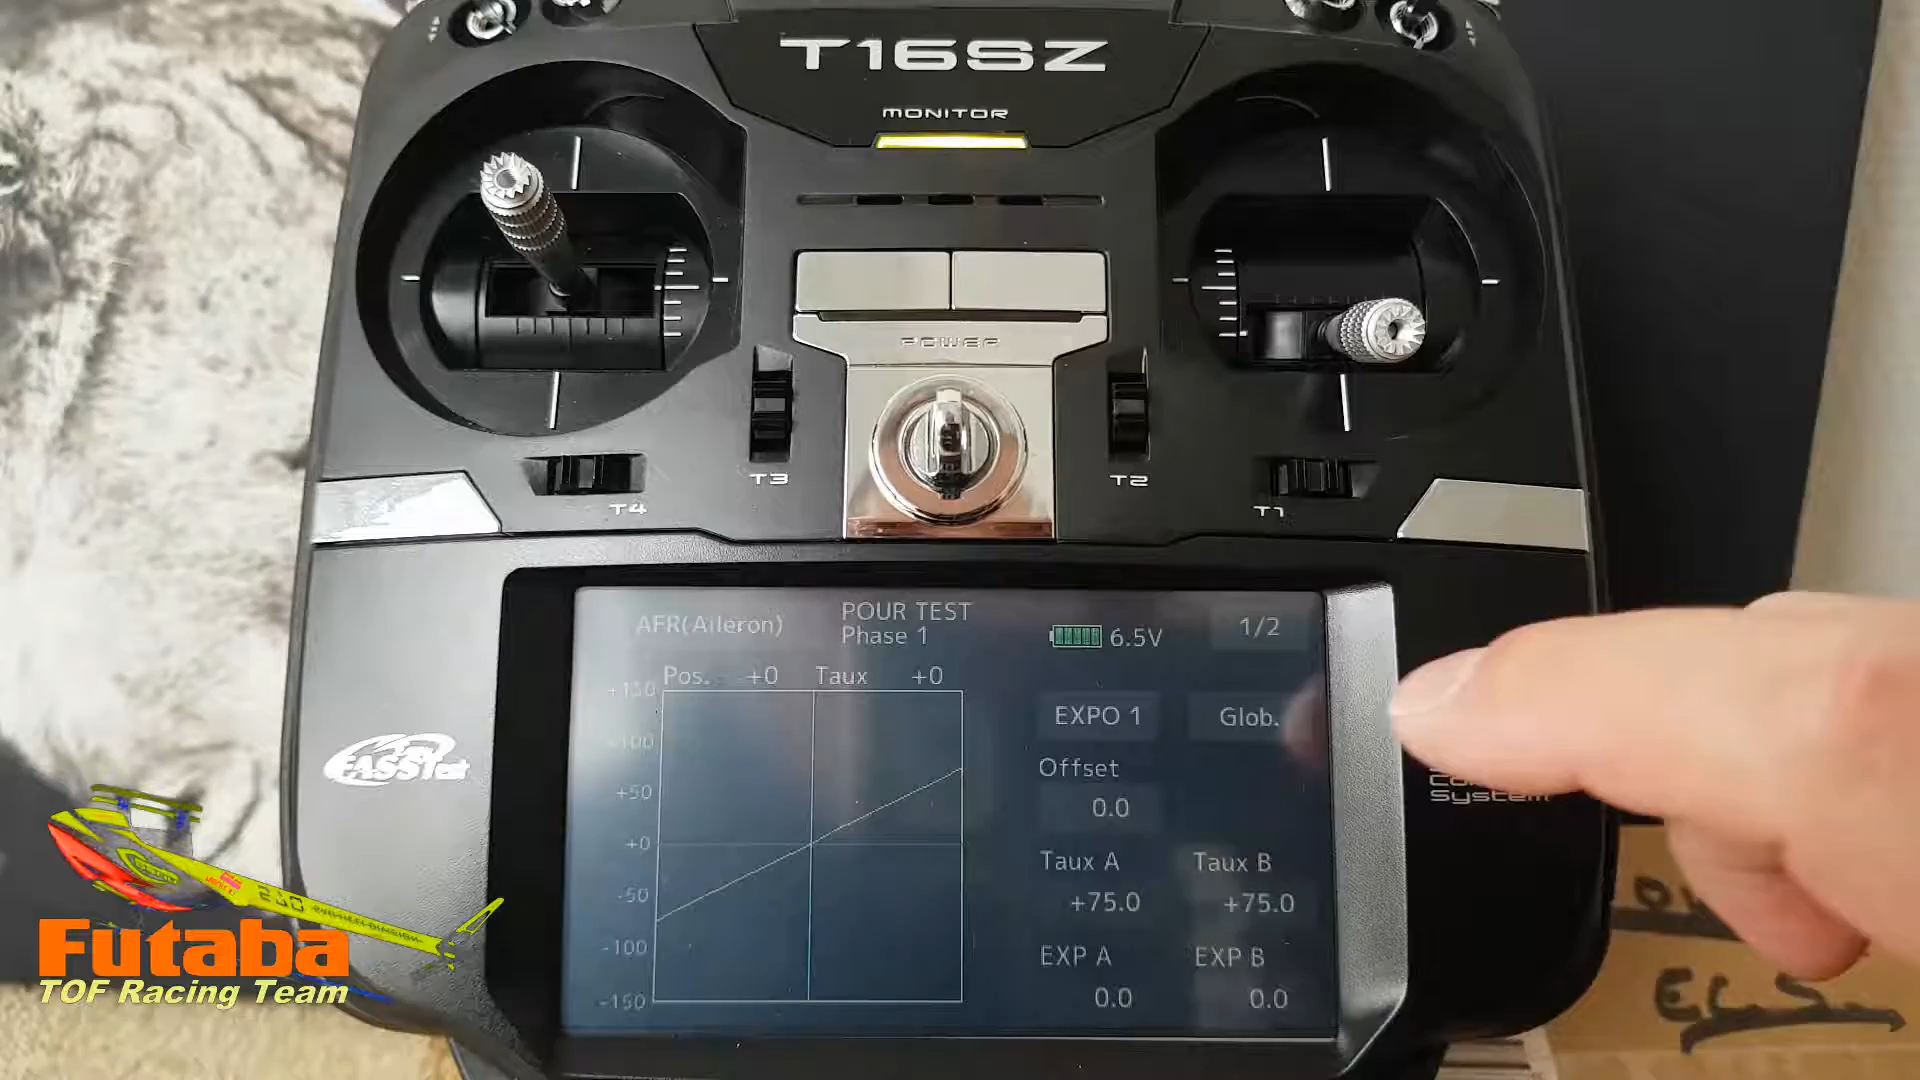 T16SZ
MONITOR
POWER
T3
T2
T4
T1
AFR(Aileron)
POUR TEST
Phase 1
6.5V
1/2
Pos. +0 Taux +0
+150
+100
+50
+0
-50
-100
-150
EXPO 1
Glob.
Offset
0.0
Taux A
Taux B
+75.0
+75.0
EXP A
EXP B
0.0
0.0
FASSTest
System
Futaba
TOF Racing Team